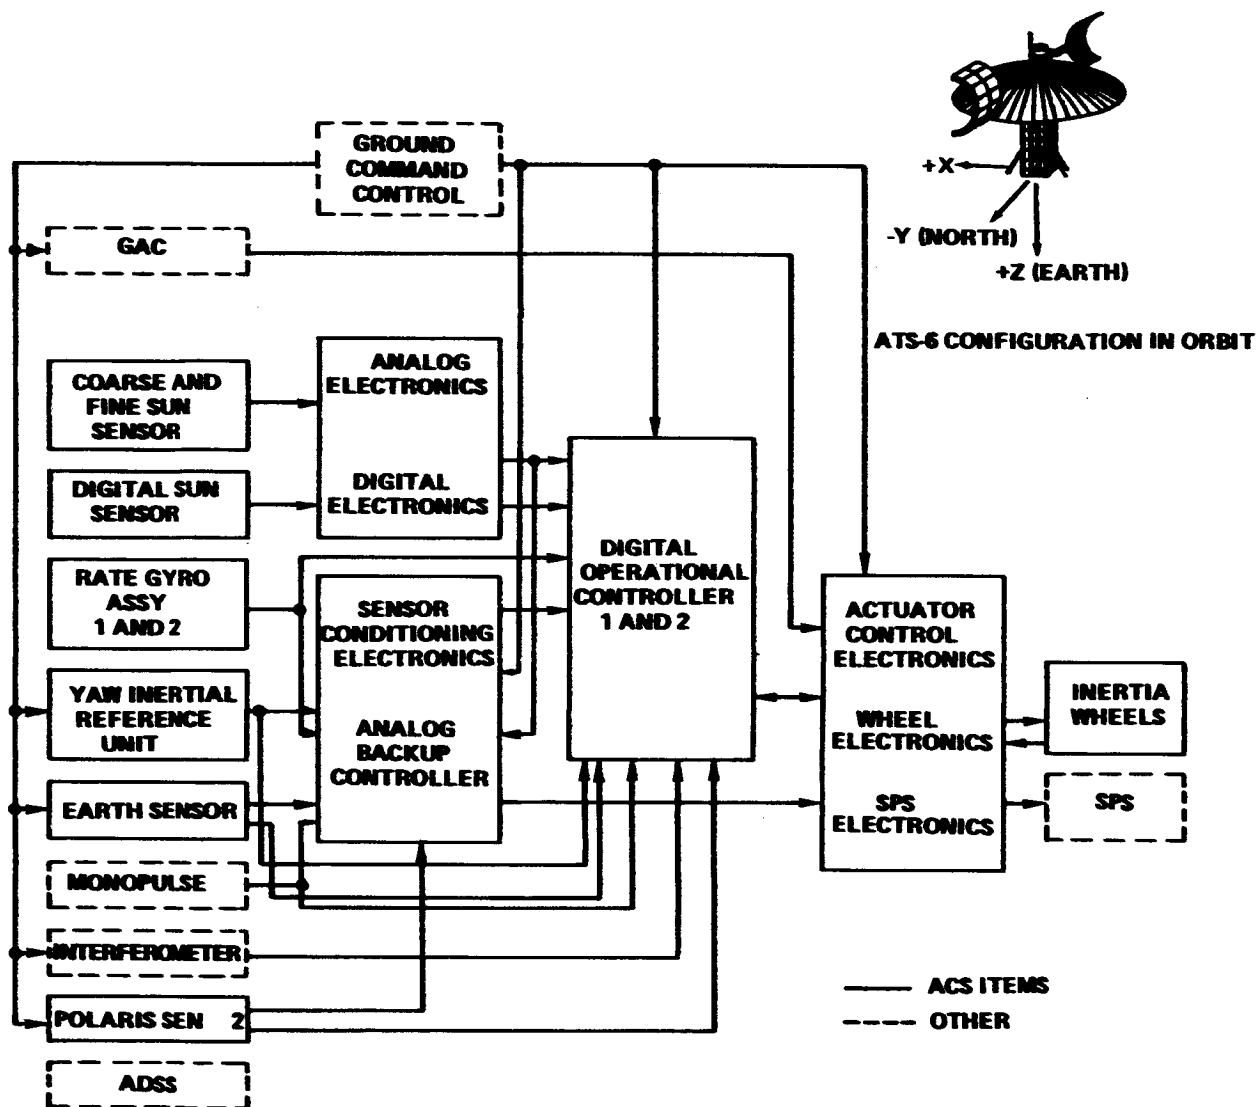 GROUND
COMMAND
CONTROL
+X
-Y (NORTH)
+Z (EARTH)
ATS-6 CONFIGURATION IN ORBIT
GAC
COARSE AND
FINE SUN
SENSOR
ANALOG
ELECTRONICS
DIGITAL SUN
SENSOR
DIGITAL
ELECTRONICS
RATE GYRO
ASSY
1 AND 2
SENSOR
CONDITIONING
ELECTRONICS
DIGITAL
OPERATIONAL
CONTROLLER
1 AND 2
ACTUATOR
CONTROL
ELECTRONICS
YAW INERTIAL
REFERENCE
UNIT
ANALOG
BACKUP
CONTROLLER
WHEEL
ELECTRONICS
INERTIA
WHEELS
EARTH SENSOR
SPS
ELECTRONICS
SPS
MONOPULSE
INTERFEROMETER
POLARIS SEN 2
ADSS
ACS ITEMS
OTHER